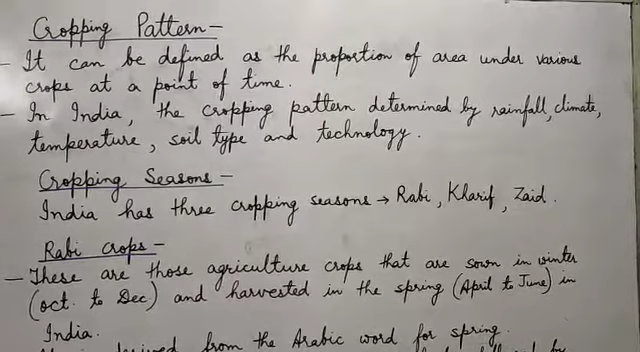 Cropping Pattern -
- It can be defined as the proportion of area under various
crops at a point of time.
- In India, the cropping pattern determined by rainfall, climate,
temperature, soil type and technology.
Cropping Seasons -
India has three cropping seasons → Rabi, Kharif, Zaid.
Rabi crops -
- These are those agriculture crops that are sown in winter
(oct. to Dec) and harvested in the spring (April to June) in
India.
derived from the Arabic word for spring.